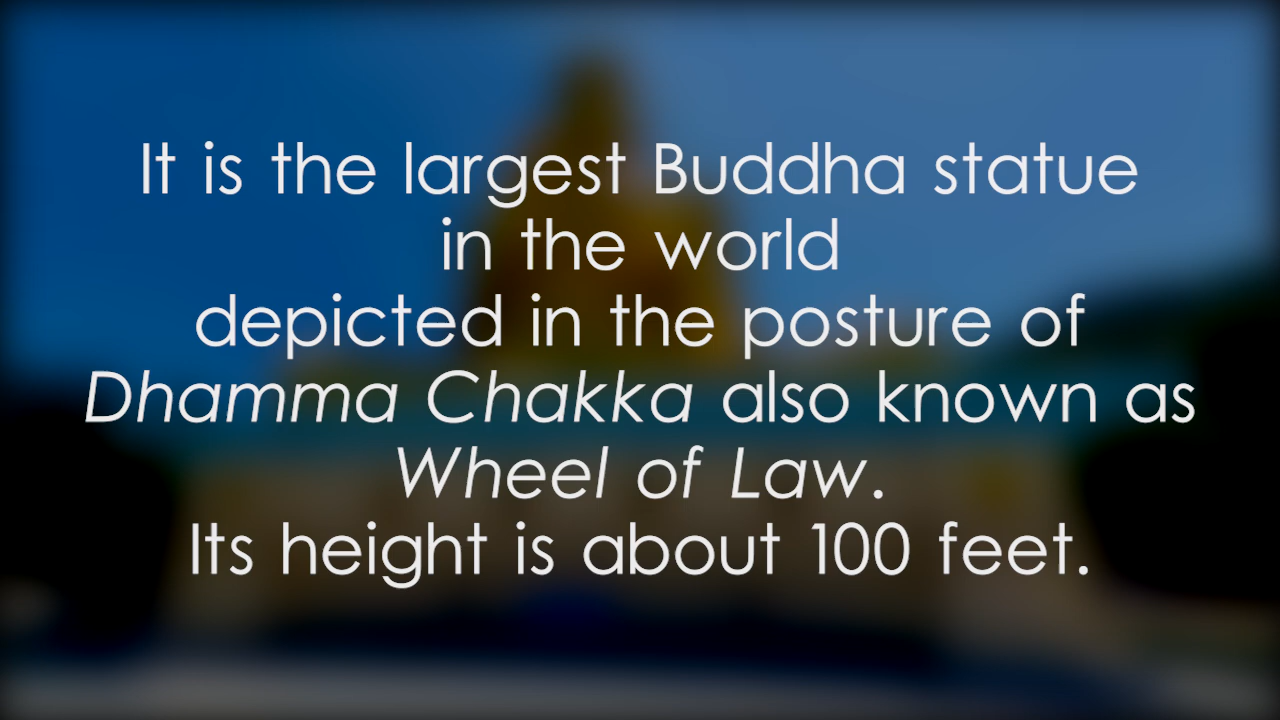 It is the largest Buddha statue
in the world
depicted in the posture of
Dhamma Chakka also known as
Wheel of Law.
Its height is about 100 feet.